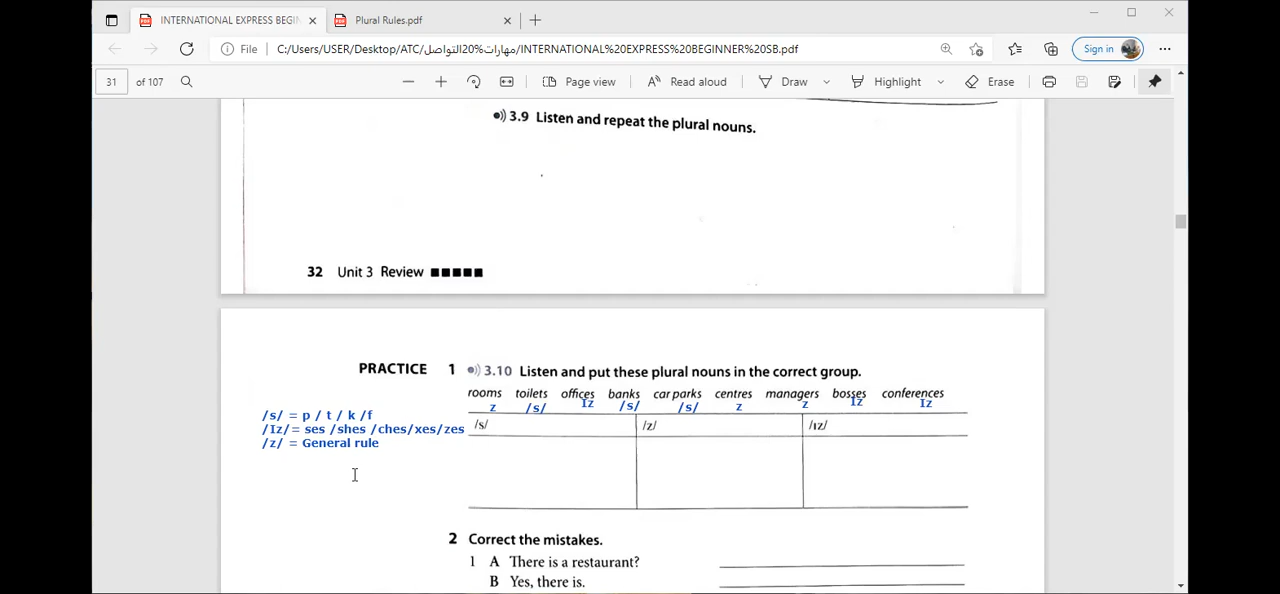 INTERNATIONAL EXPRESS BEGIN
Plural Rules.pdf
File
C:/Users/USER/Desktop/ATC/مهارات%20التواصل/INTERNATIONAL%20EXPRESS%20BEGINNER%20SB.pdf
Sign in
31 of 107
Page view
Read aloud
Draw
Highlight
Erase
3.9 Listen and repeat the plural nouns.
32 Unit 3 Review
PRACTICE 1 3.10 Listen and put these plural nouns in the correct group.
rooms toilets offices banks car parks centres managers bosses conferences
z /s/ Iz /s/ /s/ z z Iz Iz
/s/ = p / t / k /f
/Iz/= ses /shes /ches/xes/zes
/z/ = General rule
/s/ /z/ /ɪz/
2 Correct the mistakes.
1 A There is a restaurant?
B Yes, there is.